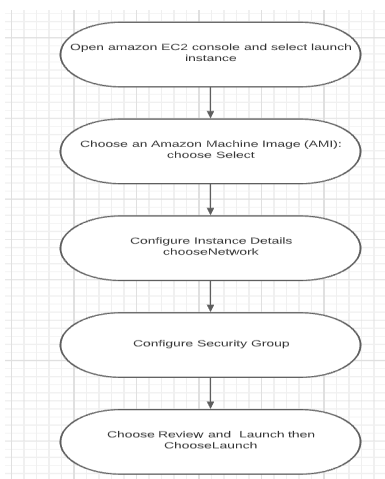 Open amazon EC2 console and select launch
instance
Choose an Amazon Machine Image (AMI):
choose Select
Configure Instance Details
chooseNetwork
Configure Security Group
Choose Review and  Launch then
ChooseLaunch